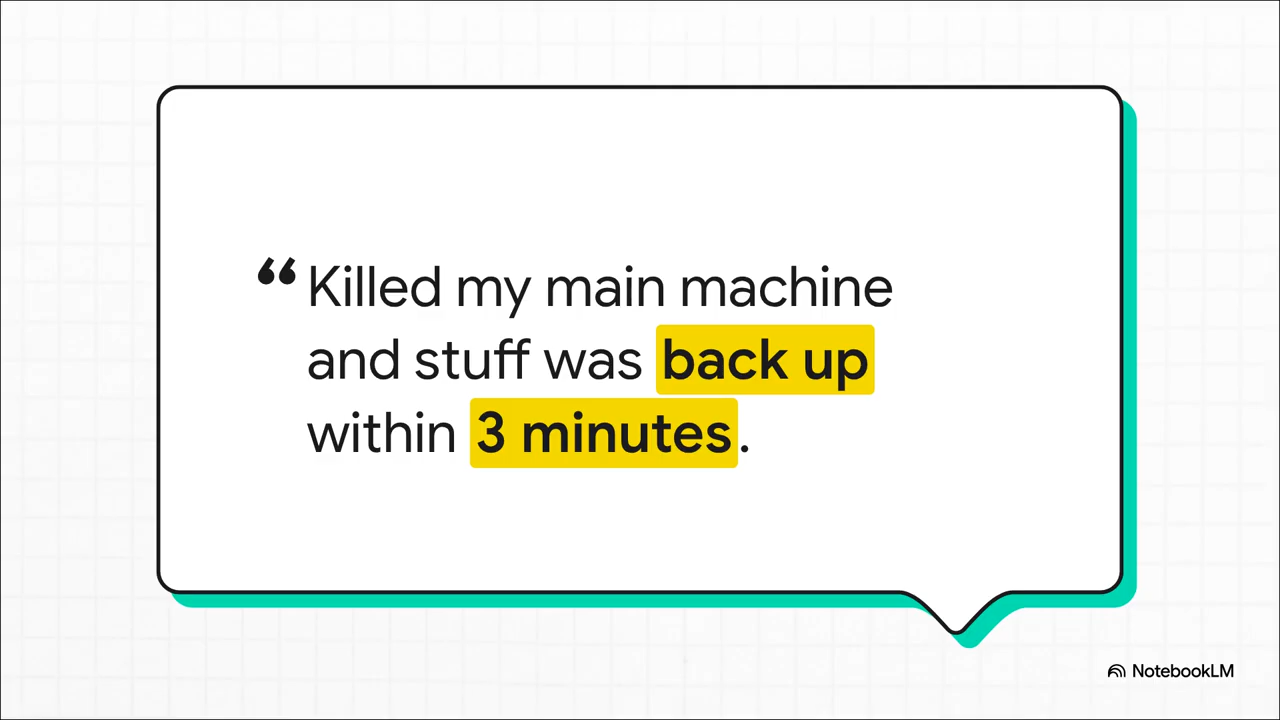 “Killed my main machine
and stuff was back up
within 3 minutes.
NotebookLM